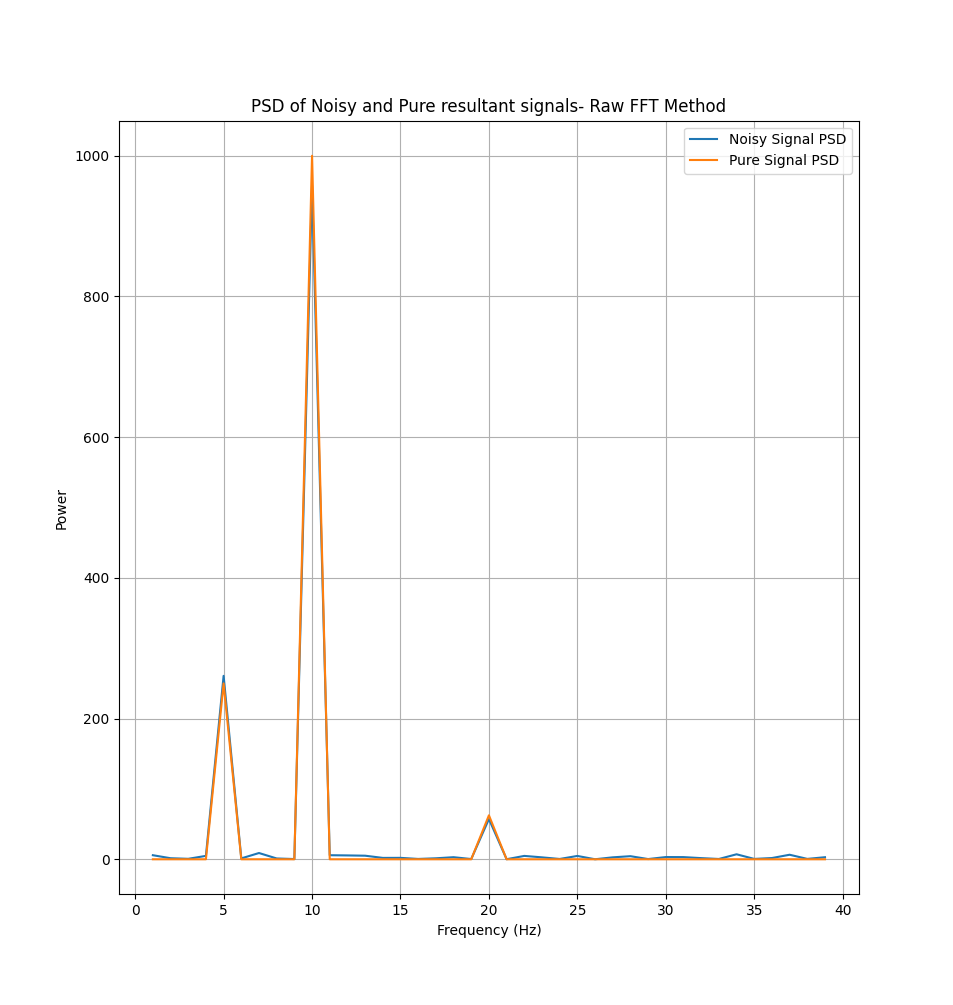 PSD of Noisy and Pure resultant signals- Raw FFT Method
Noisy Signal PSD
Pure Signal PSD
1000
800
600
400
200
0
Power
0 5 10 15 20 25 30 35 40
Frequency (Hz)